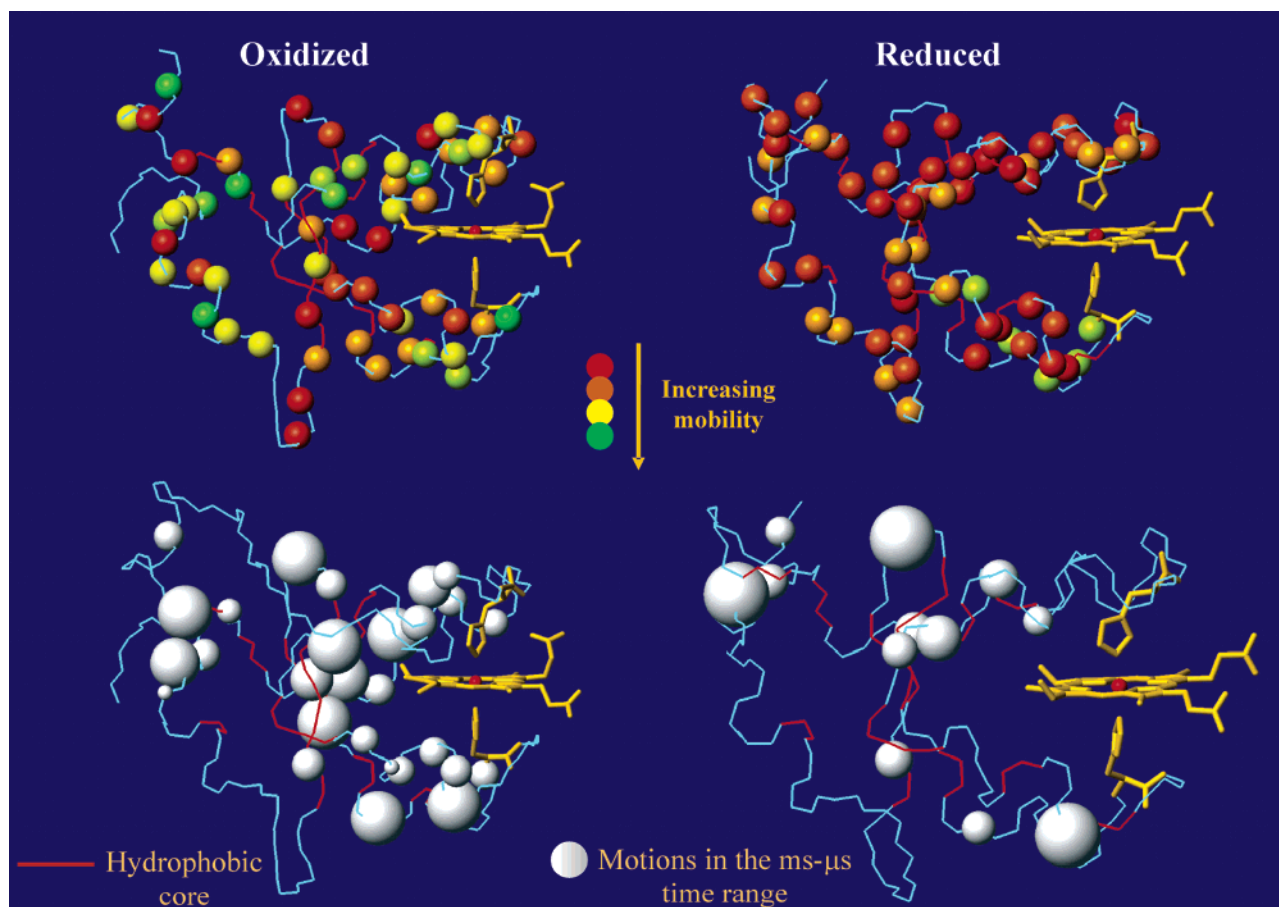 Oxidized
Reduced
Increasing
mobility
Hydrophobic
core
Motions in the ms-μs
time range